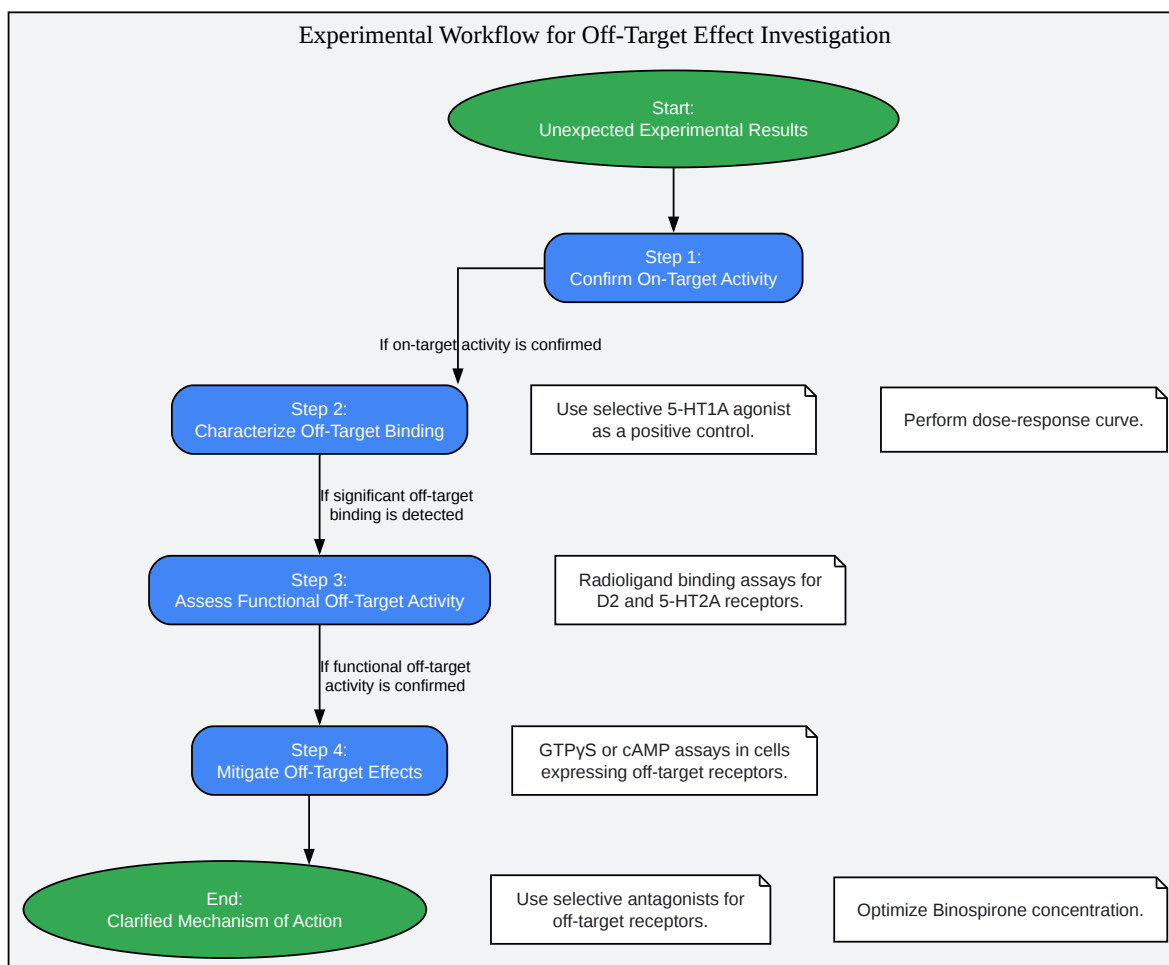 Experimental Workflow for Off-Target Effect Investigation
Start:
Unexpected Experimental Results
Step 1:
Confirm On-Target Activity
If on-target activity is confirmed
Step 2:
Characterize Off-Target Binding
Use selective 5-HT1A agonist
as a positive control.
Perform dose-response curve.
If significant off-target
binding is detected
Step 3:
Assess Functional Off-Target Activity
Radioligand binding assays for
D2 and 5-HT2A receptors.
If functional off-target
activity is confirmed
Step 4:
Mitigate Off-Target Effects
GTPγS or cAMP assays in cells
expressing off-target receptors.
End:
Clarified Mechanism of Action
Use selective antagonists for
off-target receptors.
Optimize Binospirone concentration.